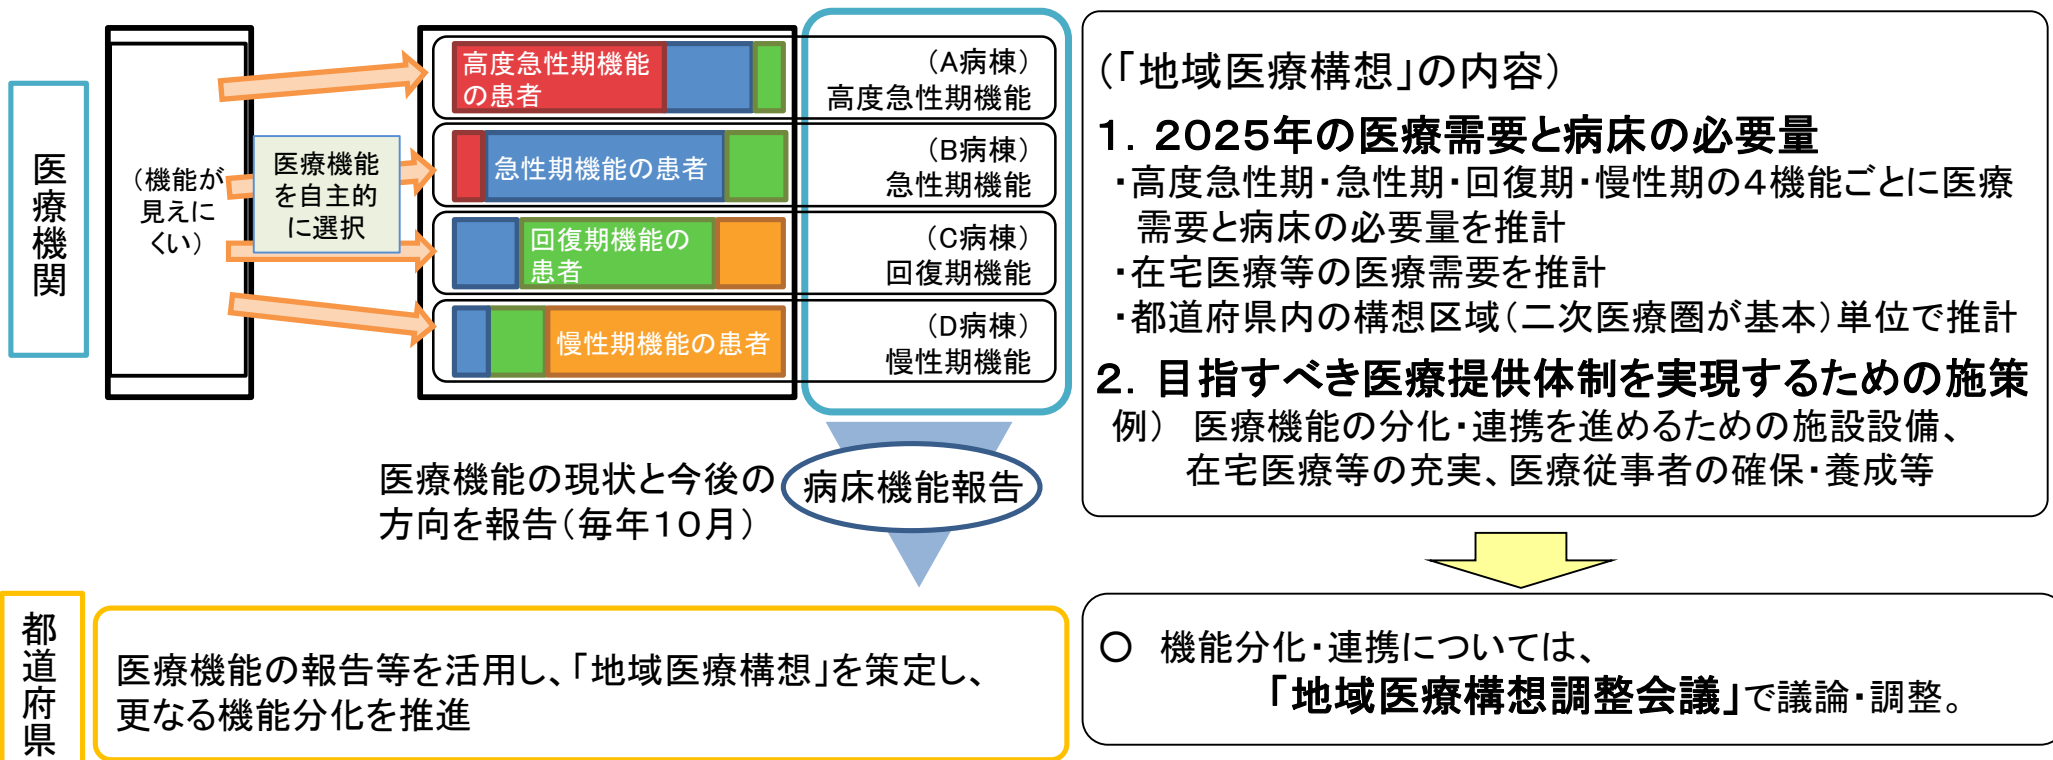 医療機関
（機能が
見えに
くい）
医療機能
を自主的
に選択
高度急性期機能
の患者
（A病棟）
高度急性期機能
急性期機能の患者
（B病棟）
急性期機能
回復期機能の
患者
（C病棟）
回復期機能
慢性期機能の患者
（D病棟）
慢性期機能
医療機能の現状と今後の
方向を報告（毎年１０月）
病床機能報告
都道府県
医療機能の報告等を活用し、「地域医療構想」を策定し、
更なる機能分化を推進
（「地域医療構想」の内容）
１．２０２５年の医療需要と病床の必要量
・高度急性期・急性期・回復期・慢性期の４機能ごとに医療
需要と病床の必要量を推計
・在宅医療等の医療需要を推計
・都道府県内の構想区域（二次医療圏が基本）単位で推計
２．目指すべき医療提供体制を実現するための施策
例） 医療機能の分化・連携を進めるための施設設備、
在宅医療等の充実、医療従事者の確保・養成等
○ 機能分化・連携については、
「地域医療構想調整会議」で議論・調整。